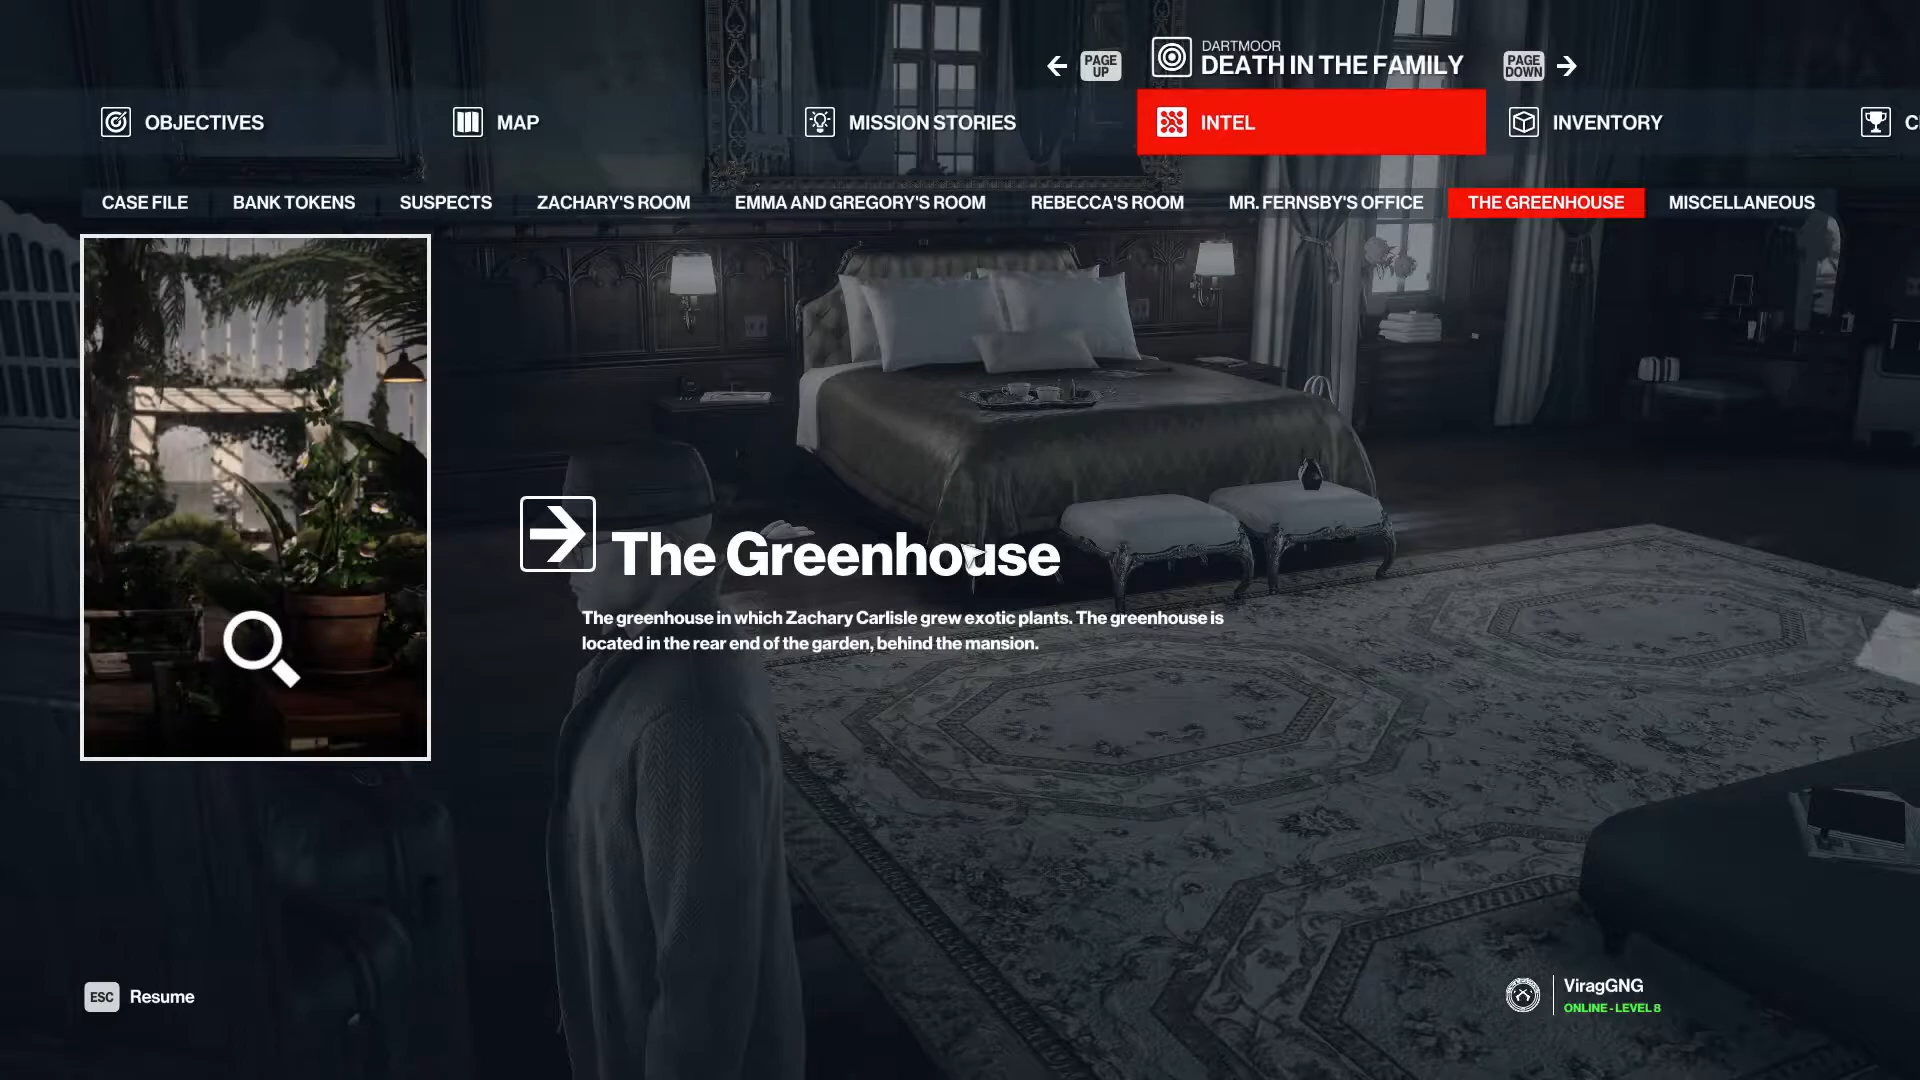 DARTMOOR
PAGE UP
DEATH IN THE FAMILY
PAGE DOWN
OBJECTIVES
MAP
MISSION STORIES
INTEL
INVENTORY
CASE FILE
BANK TOKENS
SUSPECTS
ZACHARY'S ROOM
EMMA AND GREGORY'S ROOM
REBECCA'S ROOM
MR. FERNSBY'S OFFICE
THE GREENHOUSE
MISCELLANEOUS
The Greenhouse
The greenhouse in which Zachary Carlisle grew exotic plants. The greenhouse is
located in the rear end of the garden, behind the mansion.
ESC Resume
ViragGNG
ONLINE - LEVEL 8